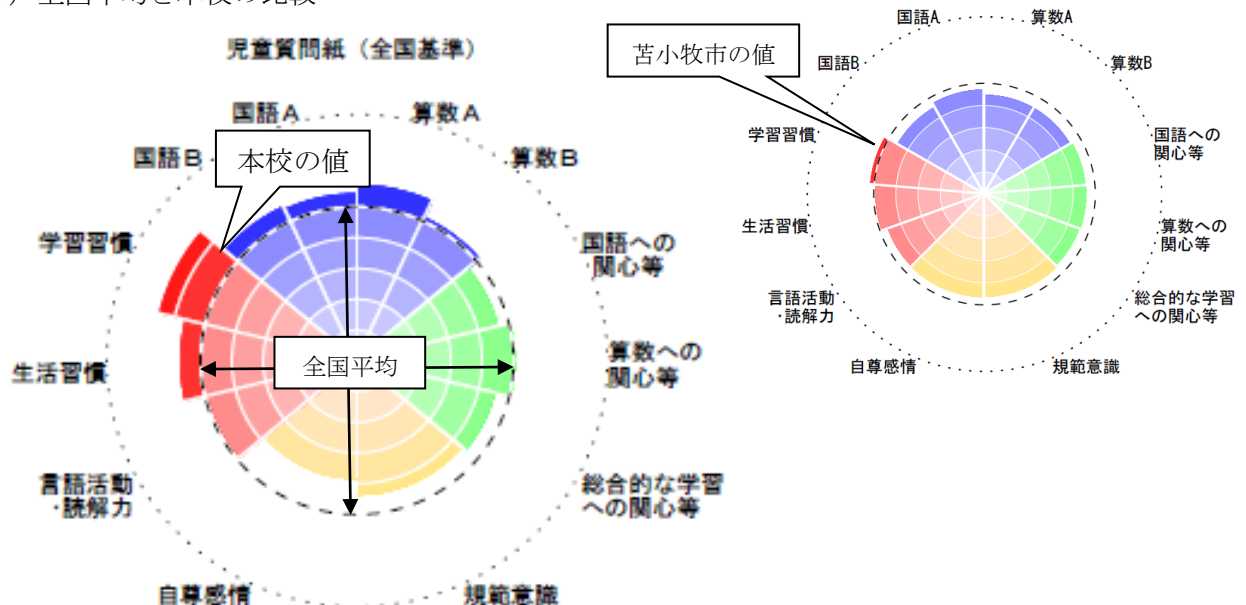 児童質問紙（全国基準）
国語A
算数A
国語B
本校の値
算数B
学習習慣
国語への
関心等
生活習慣
全国平均
算数への
関心等
言語活動
・読解力
総合的な学習
への関心等
自尊感情
規範意識
国語A
算数A
苫小牧市の値
国語B
算数B
学習習慣
国語への
関心等
生活習慣
算数への
関心等
言語活動
・読解力
総合的な学習
への関心等
自尊感情
規範意識